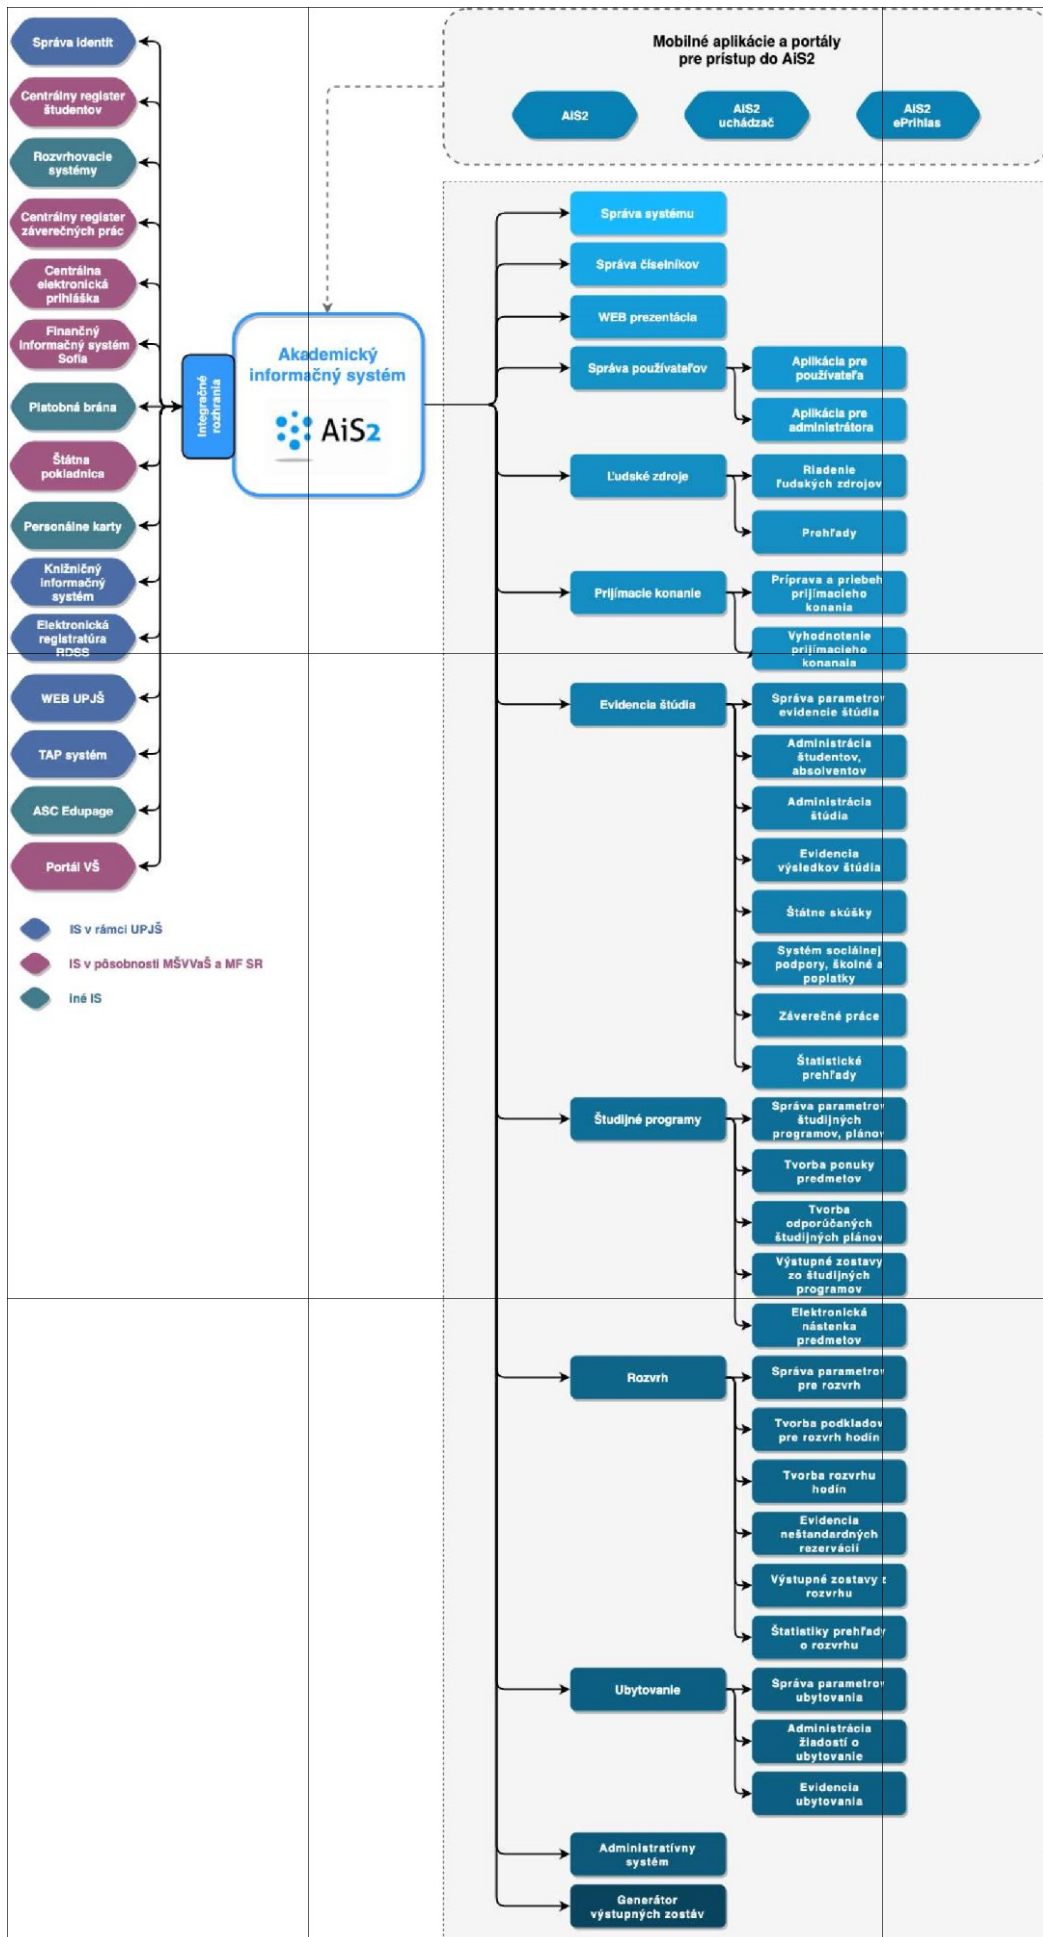 Mobilné aplikácie a portály
pre prístup do AiS2
AiS2
AiS2
uchádzač
AiS2
ePrihlas
Správa identít
Centrálny register
študentov
Rozvrhovacie
systémy
Centrálny register
záverečných prác
Centrálna
elektronická
prihláška
Finančný
informačný systém
Sofia
Platobná brána
Štátna
pokladnica
Personálne karty
Knižničný
informačný
systém
Elektronická
registratúra
RDSS
WEB UPJŠ
TAP systém
ASC Edupage
Portál VŠ
IS v rámci UPJŠ
IS v pôsobnosti MŠVVaŠ a MF SR
iné IS
Integračné
rozhrania
Akademický
informačný systém
AiS2
Správa systému
Správa číselníkov
WEB prezentácia
Správa používateľov
Aplikácia pre
používateľa
Aplikácia pre
administrátora
Ľudské zdroje
Riadenie
ľudských zdrojov
Prehľady
Prijímacie konanie
Príprava a priebeh
prijímacieho
konania
Vyhodnotenie
prijímacieho
konanaia
Evidencia štúdia
Správa parametrov
evidencie štúdia
Administrácia
študentov,
absolventov
Administrácia
štúdia
Evidencia
výsledkov štúdia
Štátne skúšky
Systém sociálnej
podpory, školné a
poplatky
Záverečné práce
Štatistické
prehľady
Študijné programy
Správa parametrov
študijných
programov, plánov
Tvorba ponuky
predmetov
Tvorba
odporúčaných
študijných plánov
Výstupné zostavy
zo študijných
programov
Elektronická
nástenka
predmetov
Rozvrh
Správa parametrov
pre rozvrh
Tvorba podkladov
pre rozvrh hodín
Tvorba rozvrhu
hodín
Evidencia
neštandardných
rezervácií
Výstupné zostavy z
rozvrhu
Štatistiky prehľady
o rozvrhu
Ubytovanie
Správa parametrov
ubytovania
Administrácia
žiadostí o
ubytovanie
Evidencia
ubytovania
Administratívny
systém
Generátor
výstupných zostáv